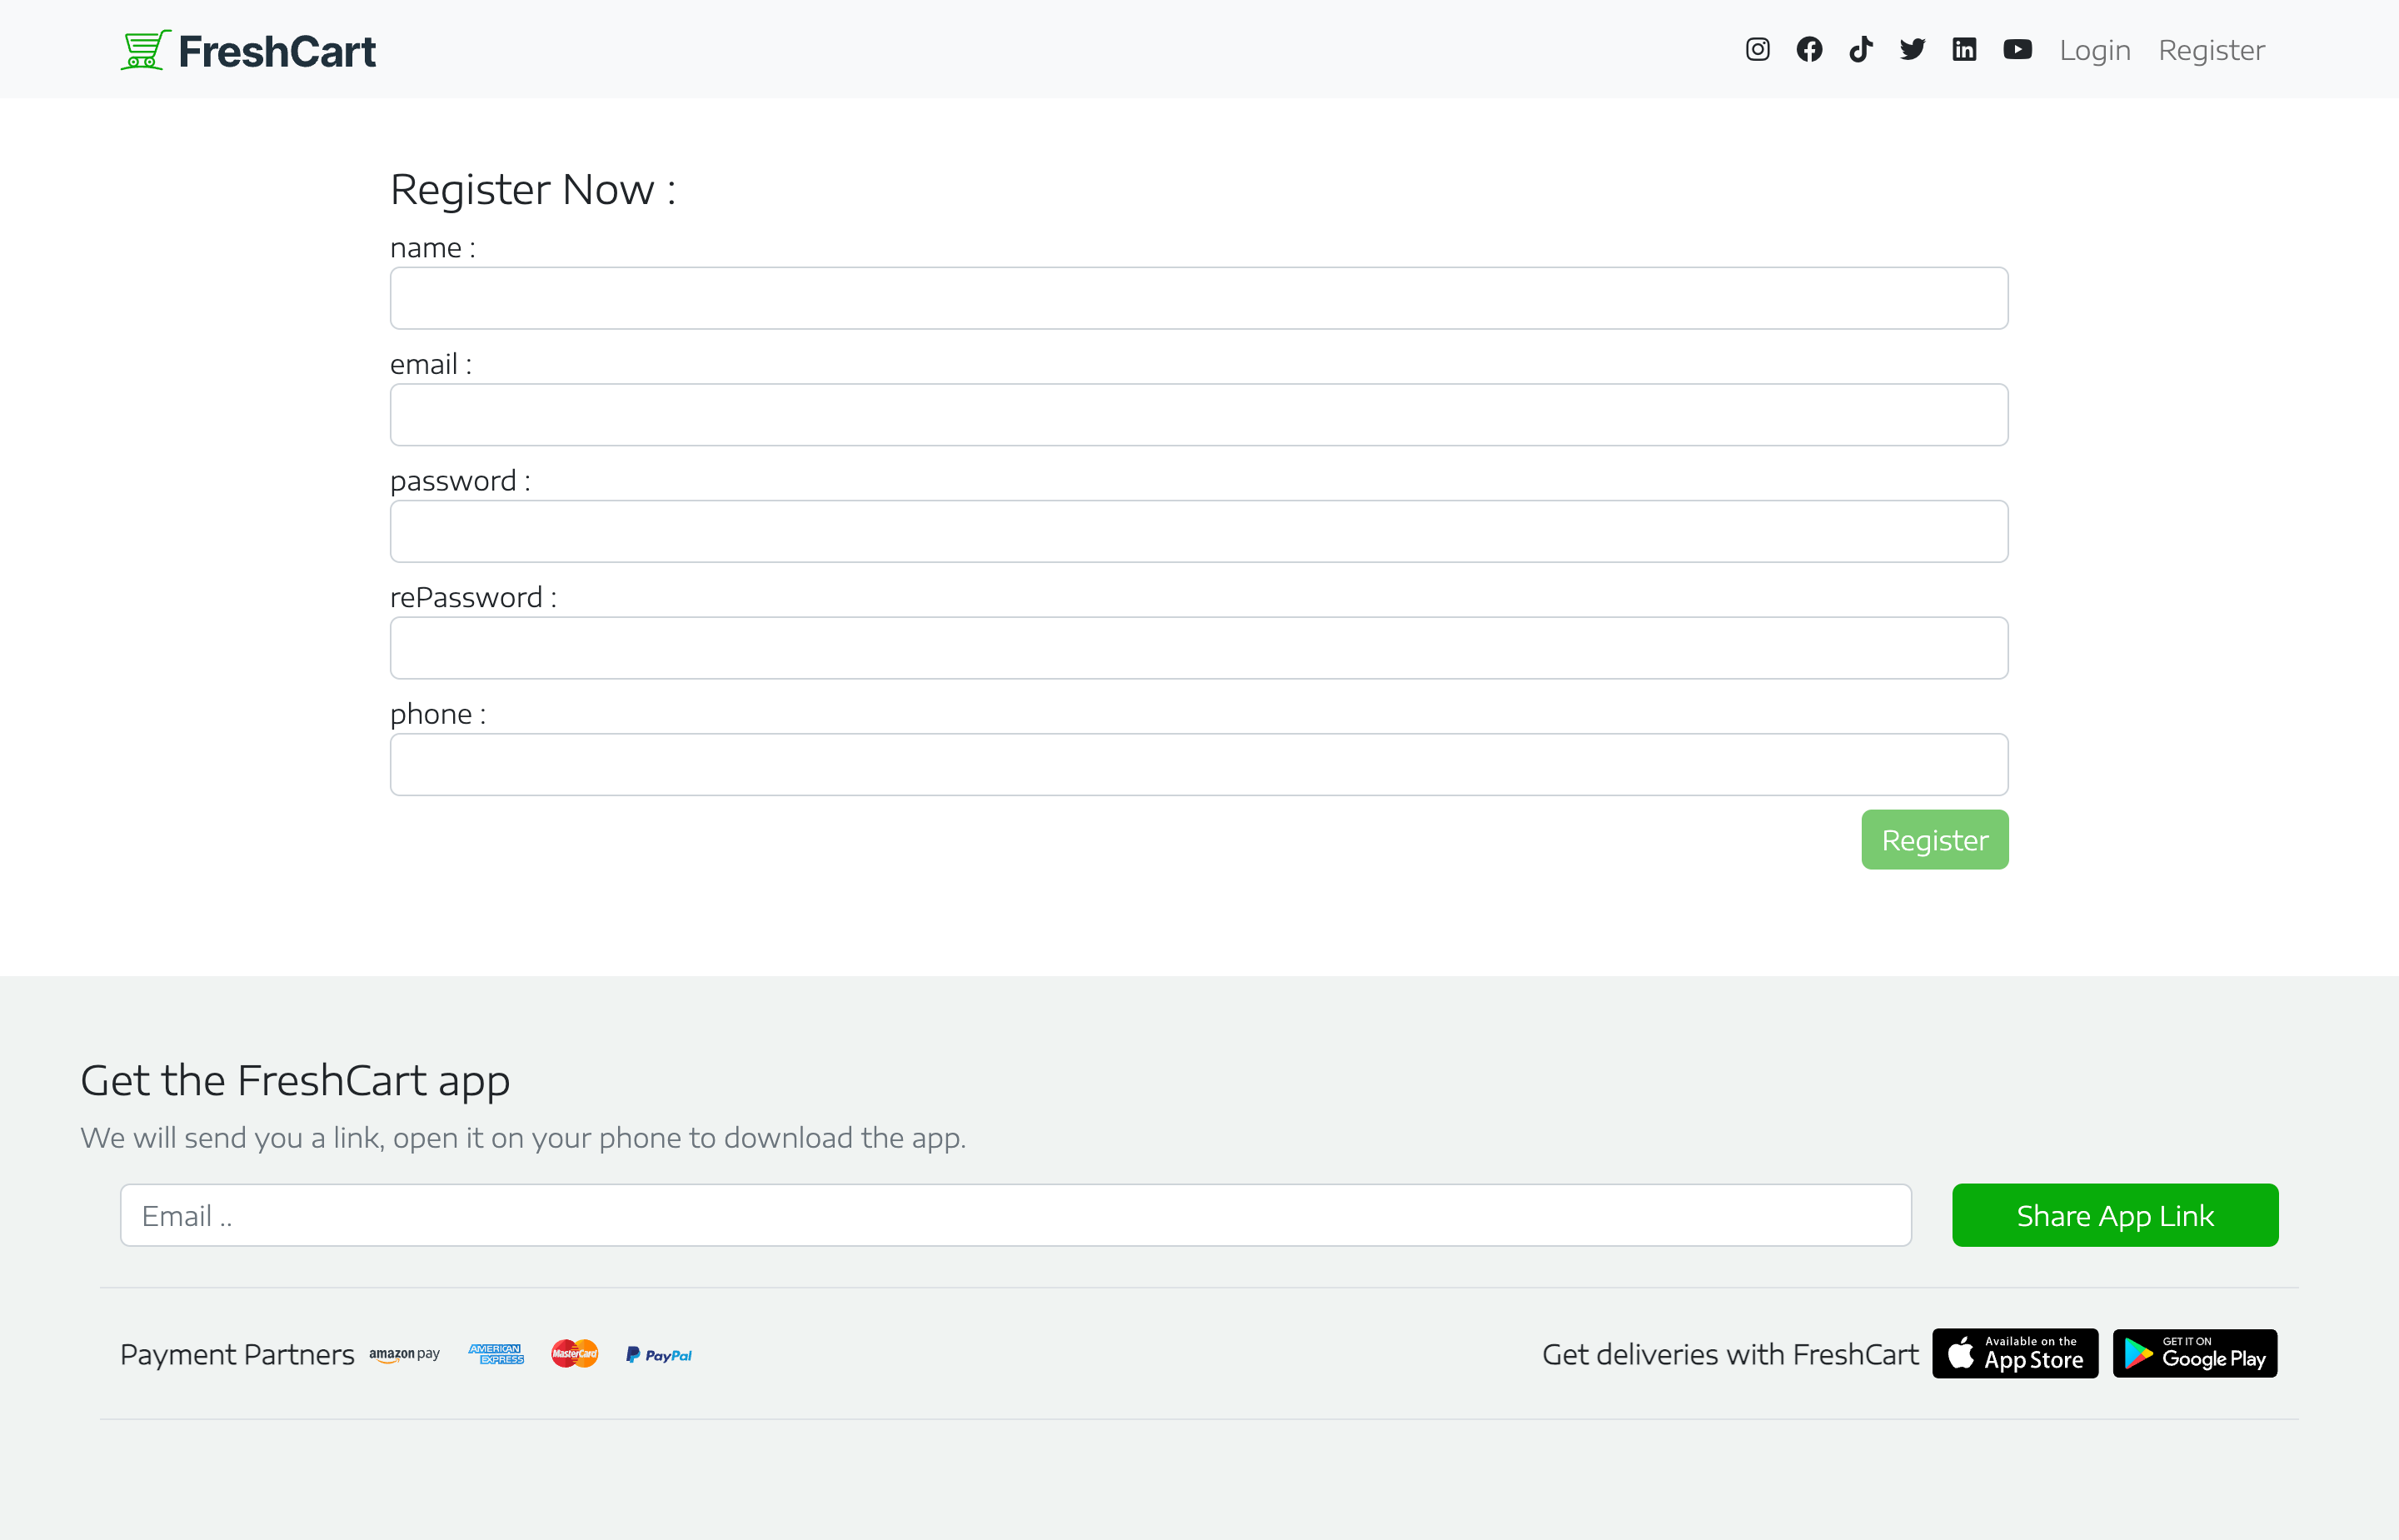 FreshCart
Login Register
Register Now :
name :
email :
password :
rePassword :
phone :
Register
Get the FreshCart app
We will send you a link, open it on your phone to download the app.
Email ..
Share App Link
Payment Partners amazon pay AMERICAN EXPRESS MasterCard PayPal
Get deliveries with FreshCart
Available on the
App Store
GET IT ON
Google Play